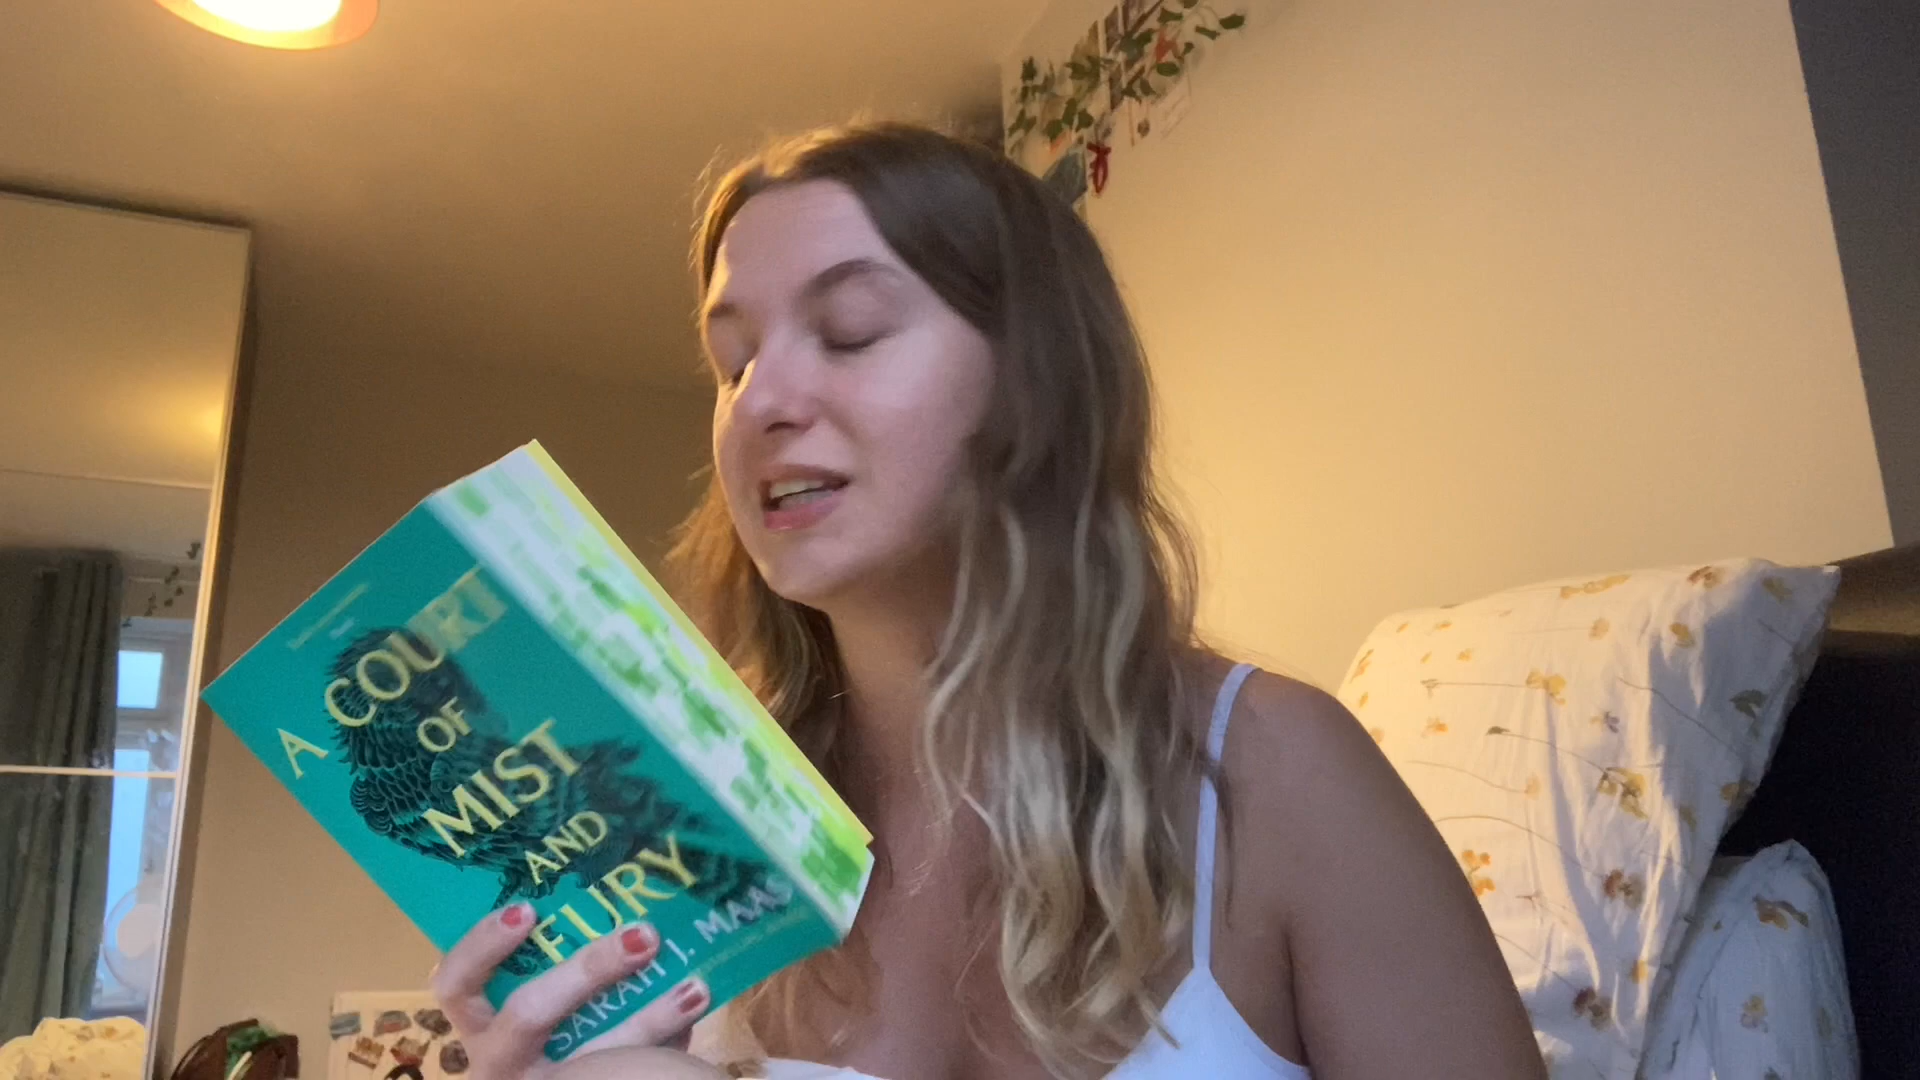 A COURT
OF
MIST
AND
FURY
SARAH J. MAAS